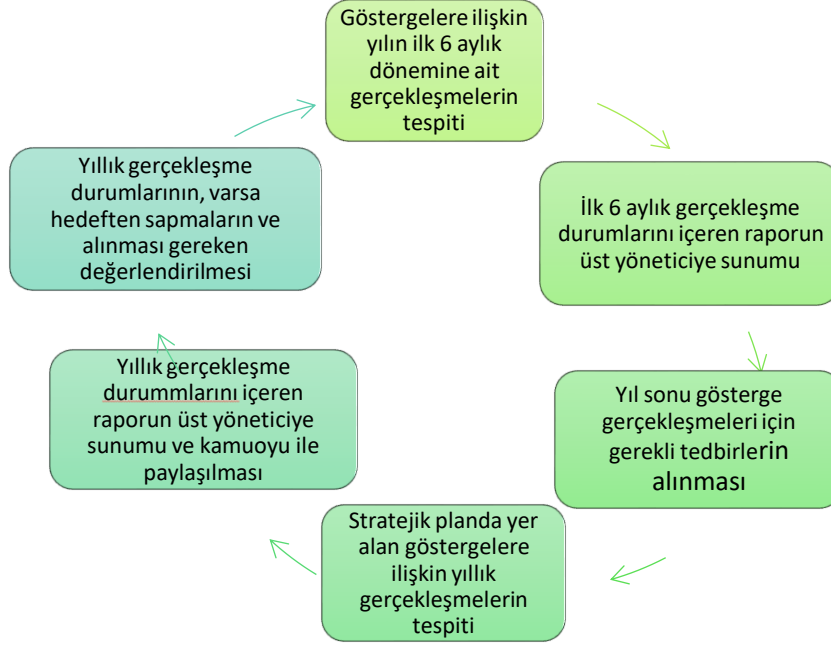 Göstergelere ilişkin
yılın ilk 6 aylık
dönemine ait
gerçekleşmelerin
tespiti
İlk 6 aylık gerçekleşme
durumlarını içeren raporun
üst yöneticiye sunumu
Yıl sonu gösterge
gerçekleşmeleri için
gerekli tedbirlerin
alınması
Stratejik planda yer
alan göstergelere
ilişkin yıllık
gerçekleşmelerin
tespiti
Yıllık gerçekleşme
durummlarını içeren
raporun üst yöneticiye
sunumu ve kamuoyu ile
paylaşılması
Yıllık gerçekleşme
durumlarının, varsa
hedeften sapmaların ve
alınması gereken
değerlendirilmesi